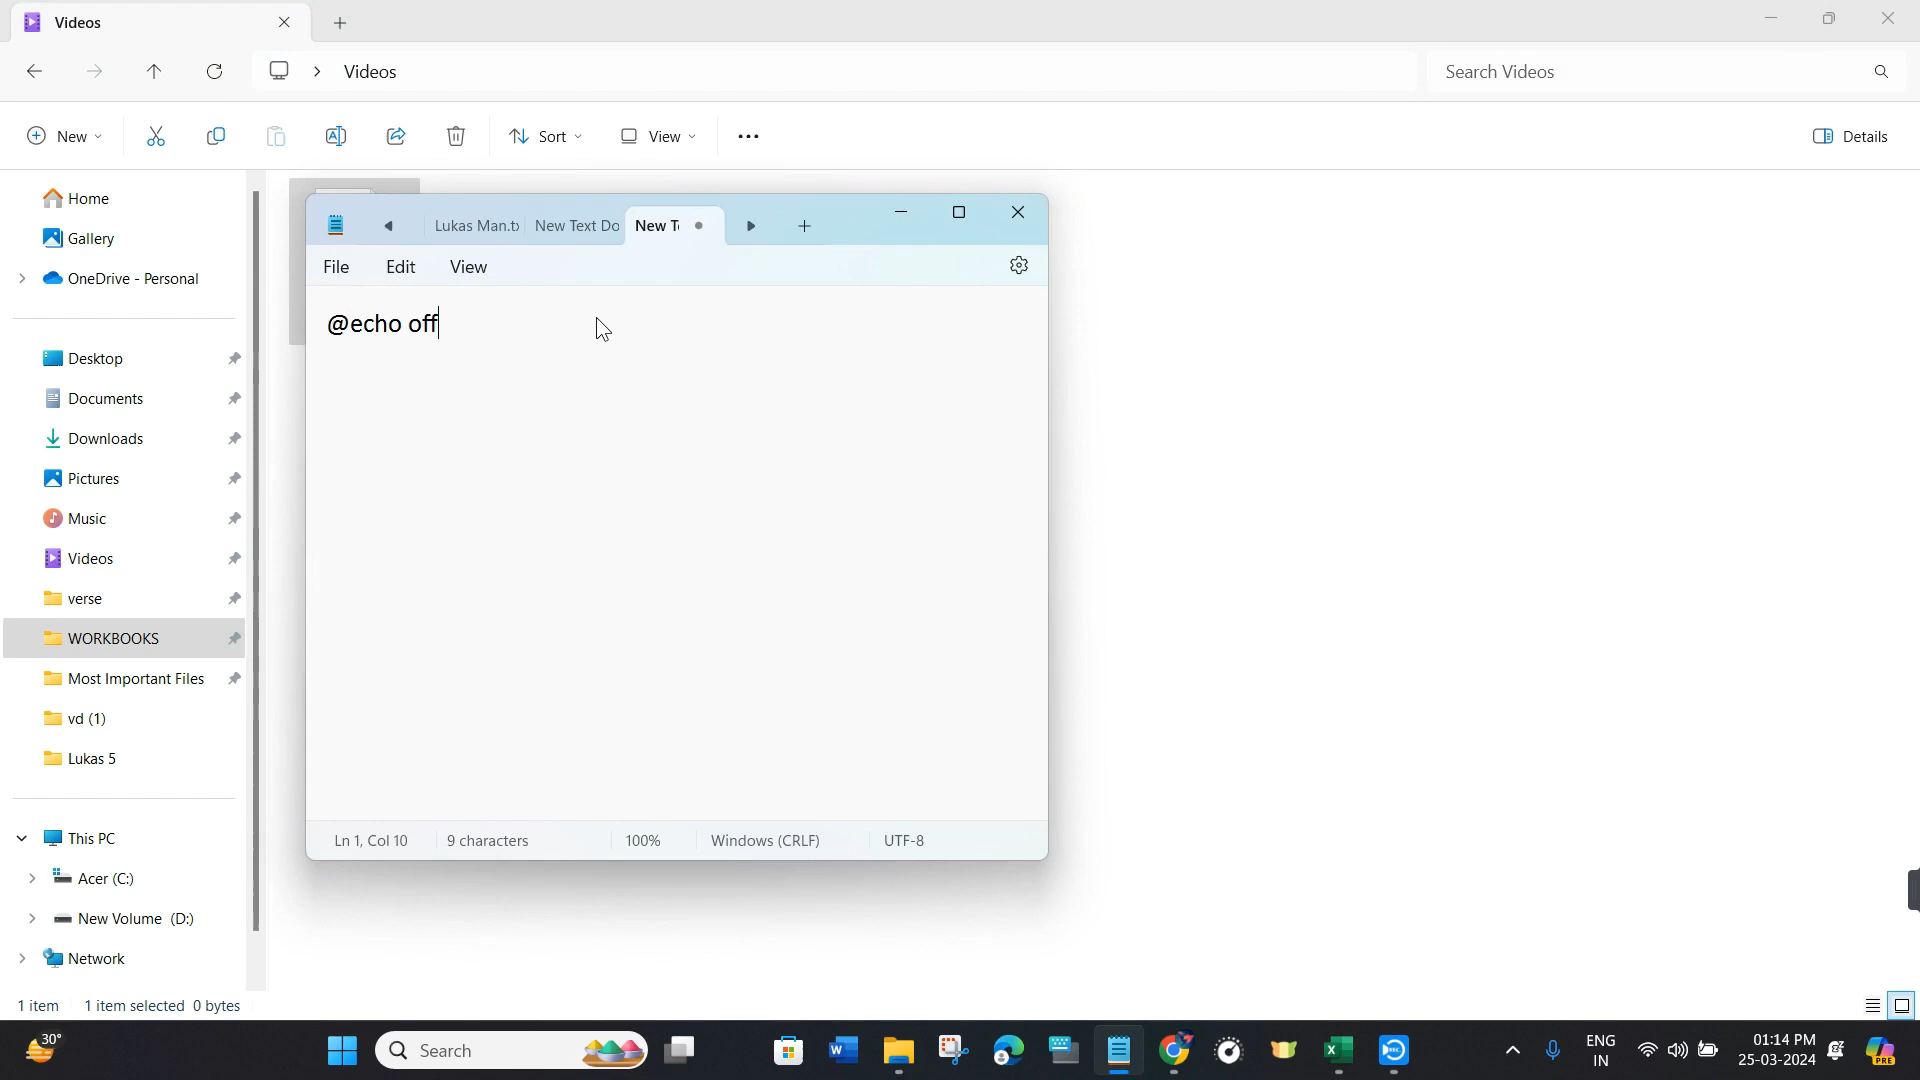 Videos
Videos
Search Videos
New
Sort
View
Details
Home
Gallery
OneDrive - Personal
Desktop
Documents
Downloads
Pictures
Music
Videos
verse
WORKBOOKS
Most Important Files
vd (1)
Lukas 5
This PC
Acer (C:)
New Volume (D:)
Network
Lukas Man.t
New Text Do
New T
File
Edit
View
@echo off
Ln 1, Col 10
9 characters
100%
Windows (CRLF)
UTF-8
1 item
1 item selected 0 bytes
30°
Search
ENG
IN
01:14 PM
25-03-2024
PRE